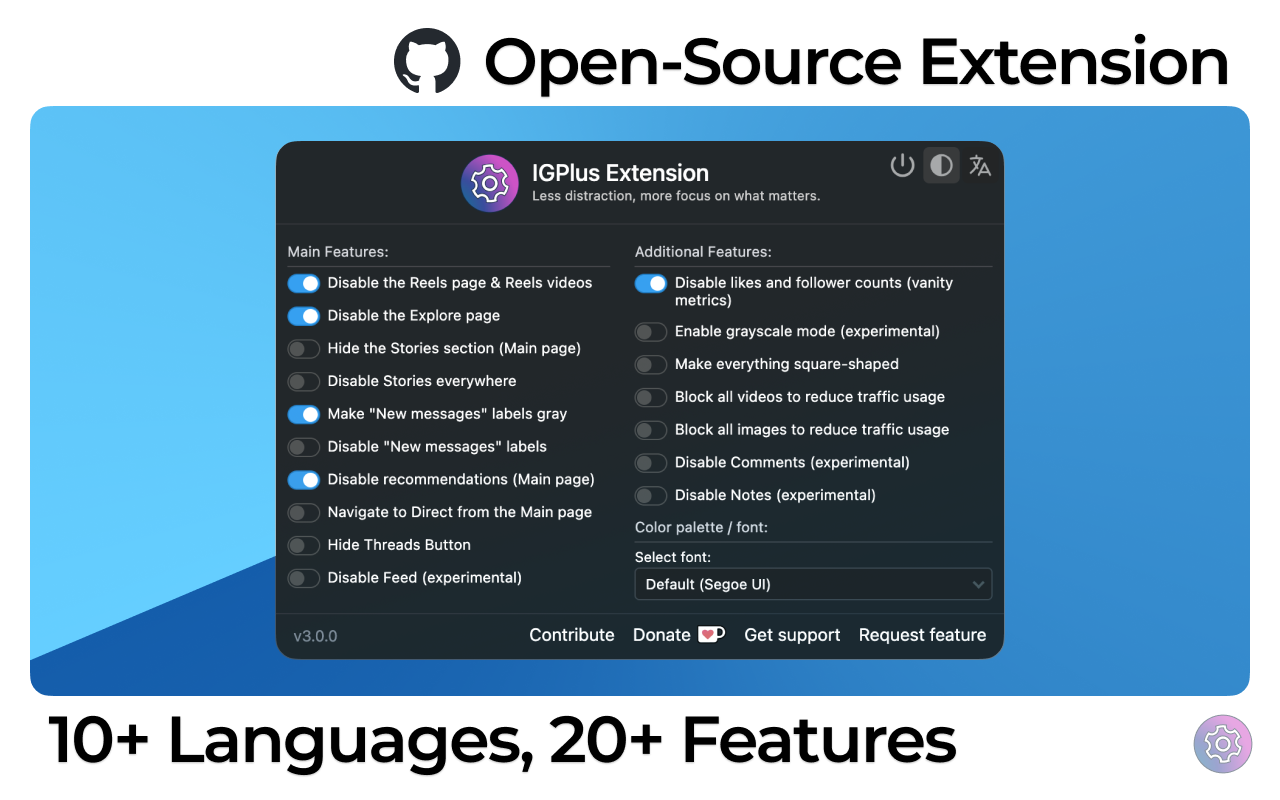 Open-Source Extension
IGPlus Extension
Less distraction, more focus on what matters.
Main Features:
Disable the Reels page & Reels videos
Disable the Explore page
Hide the Stories section (Main page)
Disable Stories everywhere
Make "New messages" labels gray
Disable "New messages" labels
Disable recommendations (Main page)
Navigate to Direct from the Main page
Hide Threads Button
Disable Feed (experimental)
Additional Features:
Disable likes and follower counts (vanity
metrics)
Enable grayscale mode (experimental)
Make everything square-shaped
Block all videos to reduce traffic usage
Block all images to reduce traffic usage
Disable Comments (experimental)
Disable Notes (experimental)
Color palette / font:
Select font:
Default (Segoe UI)
v3.0.0 Contribute Donate Get support Request feature
10+ Languages, 20+ Features